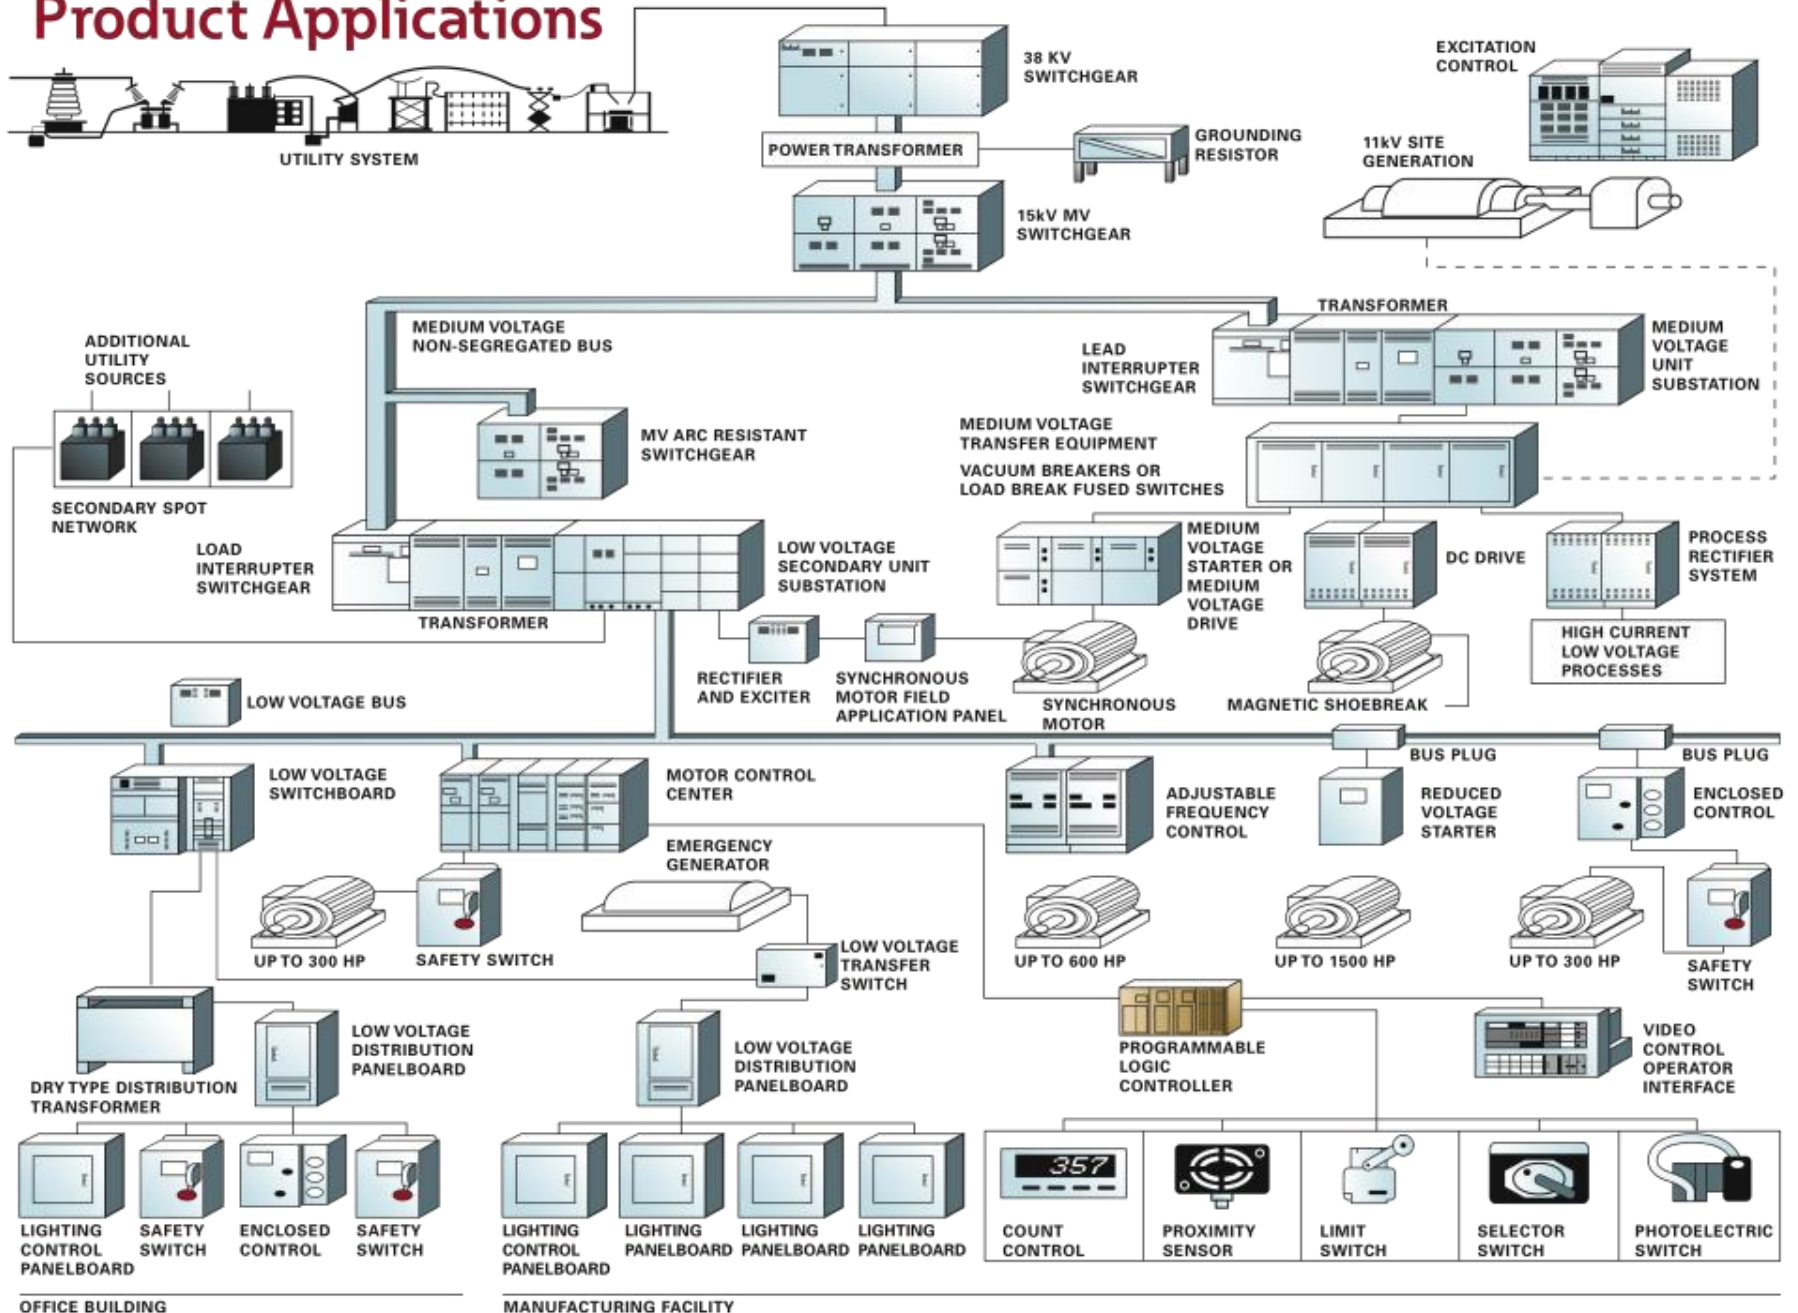 Product Applications
UTILITY SYSTEM
38 KV
SWITCHGEAR
POWER TRANSFORMER
GROUNDING
RESISTOR
15kV MV
SWITCHGEAR
EXCITATION
CONTROL
11kV SITE
GENERATION
MEDIUM VOLTAGE
NON-SEGREGATED BUS
TRANSFORMER
LEAD
INTERRUPTER
SWITCHGEAR
MEDIUM
VOLTAGE
UNIT
SUBSTATION
ADDITIONAL
UTILITY
SOURCES
SECONDARY SPOT
NETWORK
MV ARC RESISTANT
SWITCHGEAR
MEDIUM VOLTAGE
TRANSFER EQUIPMENT
VACUUM BREAKERS OR
LOAD BREAK FUSED SWITCHES
LOAD
INTERRUPTER
SWITCHGEAR
TRANSFORMER
LOW VOLTAGE
SECONDARY UNIT
SUBSTATION
MEDIUM
VOLTAGE
STARTER OR
MEDIUM
VOLTAGE
DRIVE
DC DRIVE
PROCESS
RECTIFIER
SYSTEM
HIGH CURRENT
LOW VOLTAGE
PROCESSES
RECTIFIER
AND EXCITER
SYNCHRONOUS
MOTOR FIELD
APPLICATION PANEL
SYNCHRONOUS
MOTOR
MAGNETIC SHOEBREAK
LOW VOLTAGE BUS
BUS PLUG
BUS PLUG
LOW VOLTAGE
SWITCHBOARD
MOTOR CONTROL
CENTER
ADJUSTABLE
FREQUENCY
CONTROL
REDUCED
VOLTAGE
STARTER
ENCLOSED
CONTROL
EMERGENCY
GENERATOR
UP TO 300 HP
SAFETY SWITCH
LOW VOLTAGE
TRANSFER
SWITCH
UP TO 600 HP
UP TO 1500 HP
UP TO 300 HP
SAFETY
SWITCH
DRY TYPE DISTRIBUTION
TRANSFORMER
LOW VOLTAGE
DISTRIBUTION
PANELBOARD
LOW VOLTAGE
DISTRIBUTION
PANELBOARD
PROGRAMMABLE
LOGIC
CONTROLLER
VIDEO
CONTROL
OPERATOR
INTERFACE
LIGHTING
CONTROL
PANELBOARD
SAFETY
SWITCH
ENCLOSED
CONTROL
SAFETY
SWITCH
LIGHTING
CONTROL
PANELBOARD
LIGHTING
PANELBOARD
LIGHTING
PANELBOARD
LIGHTING
PANELBOARD
357
COUNT
CONTROL
PROXIMITY
SENSOR
LIMIT
SWITCH
SELECTOR
SWITCH
PHOTOELECTRIC
SWITCH
OFFICE BUILDING
MANUFACTURING FACILITY